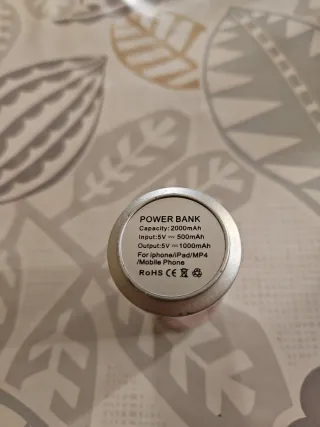 POWER BANK
Capacity:2000mAh
Input:5V ⎓ 500mAh
Output:5V ⎓ 1000mAh
For iphone/iPad/MP4
/Mobile Phone
RoHS CE